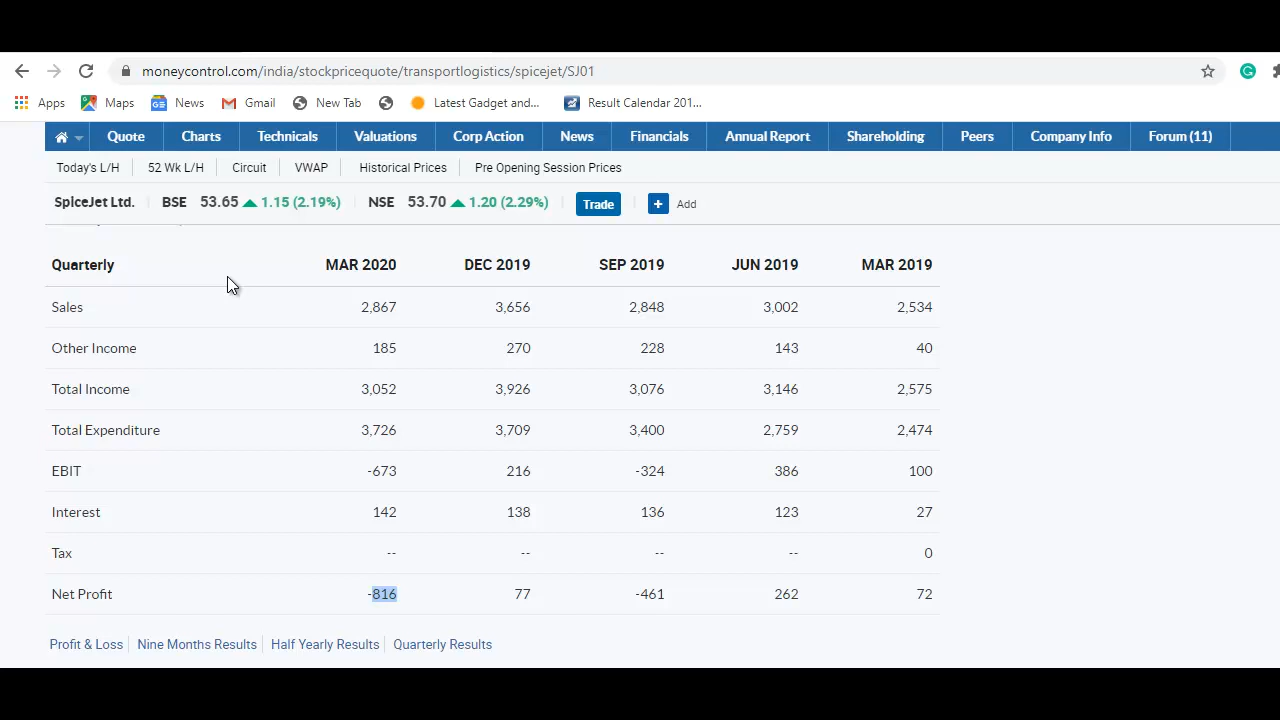 moneycontrol.com/india/stockpricequote/transportlogistics/spicejet/SJ01
Apps Maps News Gmail New Tab Latest Gadget and... Result Calendar 201...
Quote Charts Technicals Valuations Corp Action News Financials Annual Report Shareholding Peers Company Info Forum (11)
Today's L/H 52 Wk L/H Circuit VWAP Historical Prices Pre Opening Session Prices
SpiceJet Ltd. BSE 53.65 1.15 (2.19%) NSE 53.70 1.20 (2.29%) Trade + Add
Quarterly MAR 2020 DEC 2019 SEP 2019 JUN 2019 MAR 2019
Sales 2,867 3,656 2,848 3,002 2,534
Other Income 185 270 228 143 40
Total Income 3,052 3,926 3,076 3,146 2,575
Total Expenditure 3,726 3,709 3,400 2,759 2,474
EBIT -673 216 -324 386 100
Interest 142 138 136 123 27
Tax -- -- -- -- 0
Net Profit -816 77 -461 262 72
Profit & Loss Nine Months Results Half Yearly Results Quarterly Results